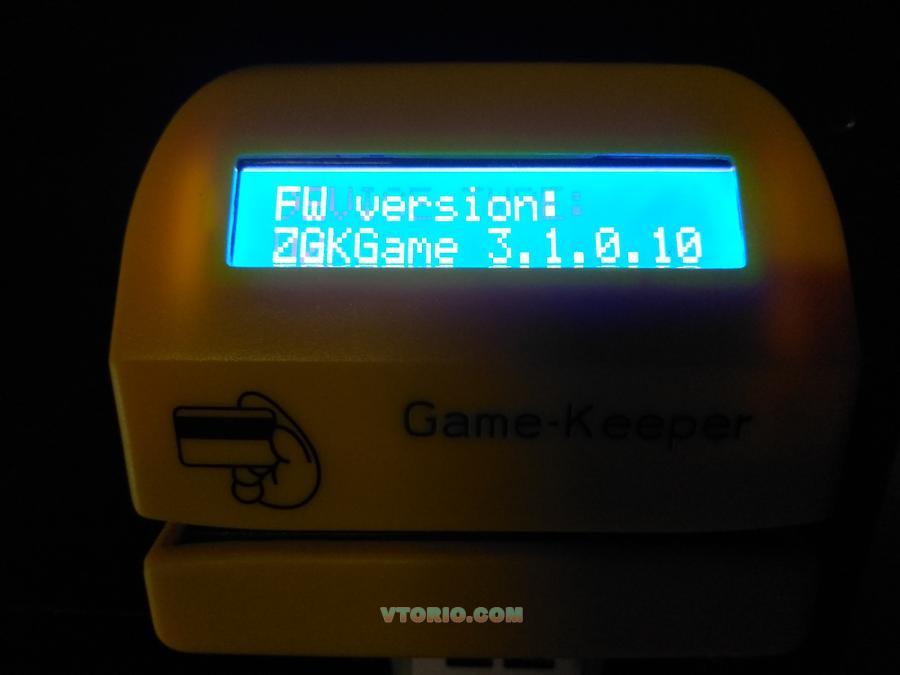 FW version:
ZGKGame 3.1.0.10
Game-Keeper
VTORIO.COM